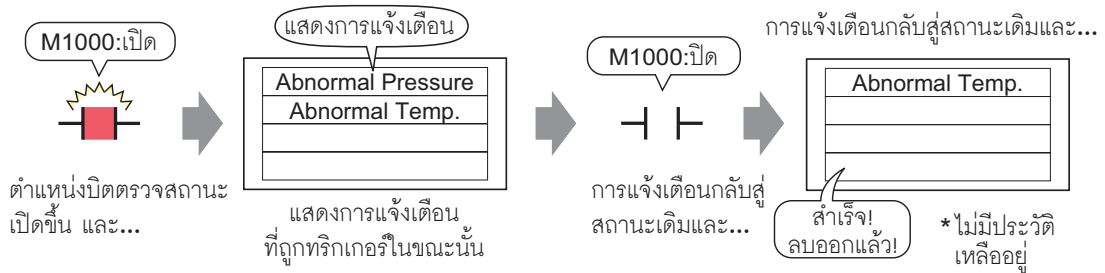 M1000:เปิด
ตำแหน่งบิตตรวจสถานะ
เปิดขึ้น และ...
แสดงการแจ้งเตือน
Abnormal Pressure
Abnormal Temp.
แสดงการแจ้งเตือน
ที่ถูกทริกเกอร์ในขณะนั้น
M1000:ปิด
การแจ้งเตือนกลับสู่
สถานะเดิมและ...
การแจ้งเตือนกลับสู่สถานะเดิมและ...
Abnormal Temp.
สำเร็จ!
ลบออกแล้ว!
*ไม่มีประวัติ
เหลืออยู่